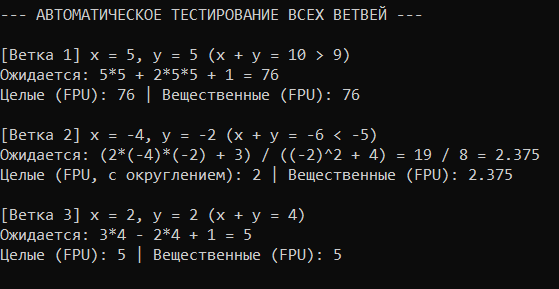 --- АВТОМАТИЧЕСКОЕ ТЕСТИРОВАНИЕ ВСЕХ ВЕТВЕЙ ---
[Ветка 1] x = 5, y = 5 (x + y = 10 > 9)
Ожидается: 5*5 + 2*5*5 + 1 = 76
Целые (FPU): 76 | Вещественные (FPU): 76
[Ветка 2] x = -4, y = -2 (x + y = -6 < -5)
Ожидается: (2*(-4)*(-2) + 3) / ((-2)^2 + 4) = 19 / 8 = 2.375
Целые (FPU, с округлением): 2 | Вещественные (FPU): 2.375
[Ветка 3] x = 2, y = 2 (x + y = 4)
Ожидается: 3*4 - 2*4 + 1 = 5
Целые (FPU): 5 | Вещественные (FPU): 5